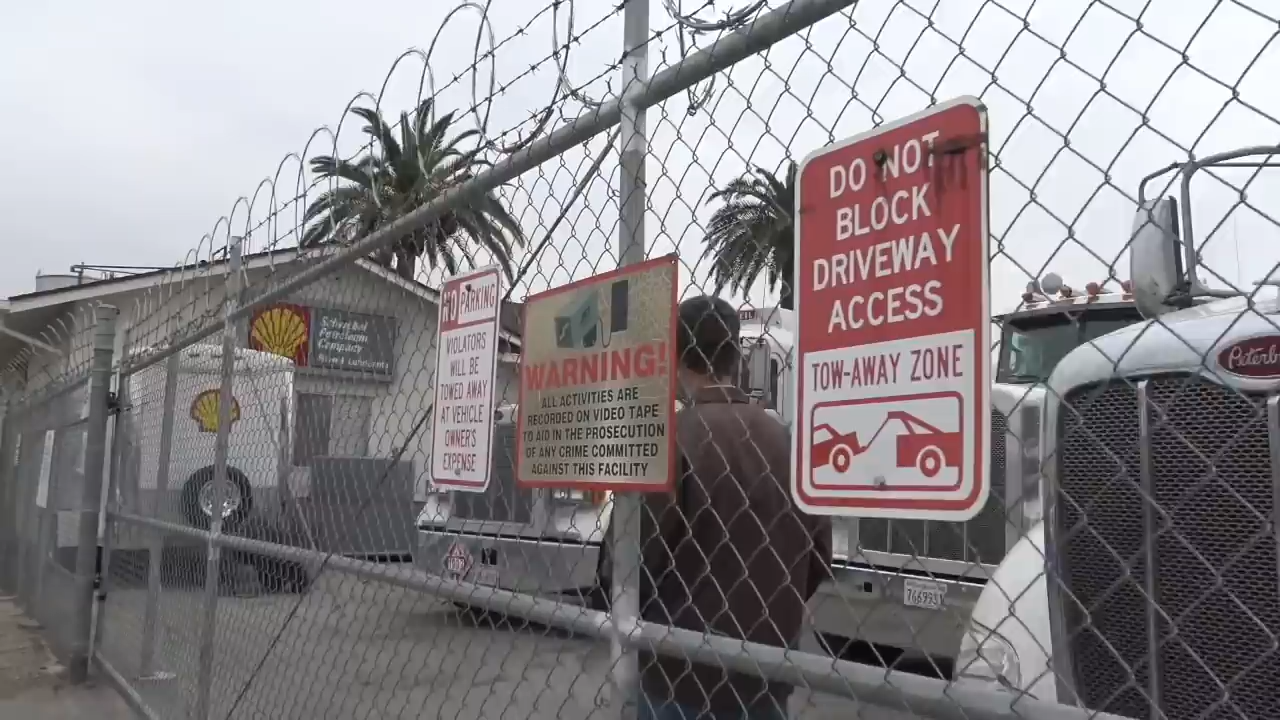 Petroleum
Company
NO PARKING
VIOLATORS
WILL BE
TOWED AWAY
AT VEHICLE
OWNER'S
EXPENSE
WARNING!
ALL ACTIVITIES ARE
RECORDED ON VIDEO TAPE
TO AID IN THE PROSECUTION
OF ANY CRIME COMMITTED
AGAINST THIS FACILITY
DO NOT
BLOCK
DRIVEWAY
ACCESS
TOW-AWAY ZONE